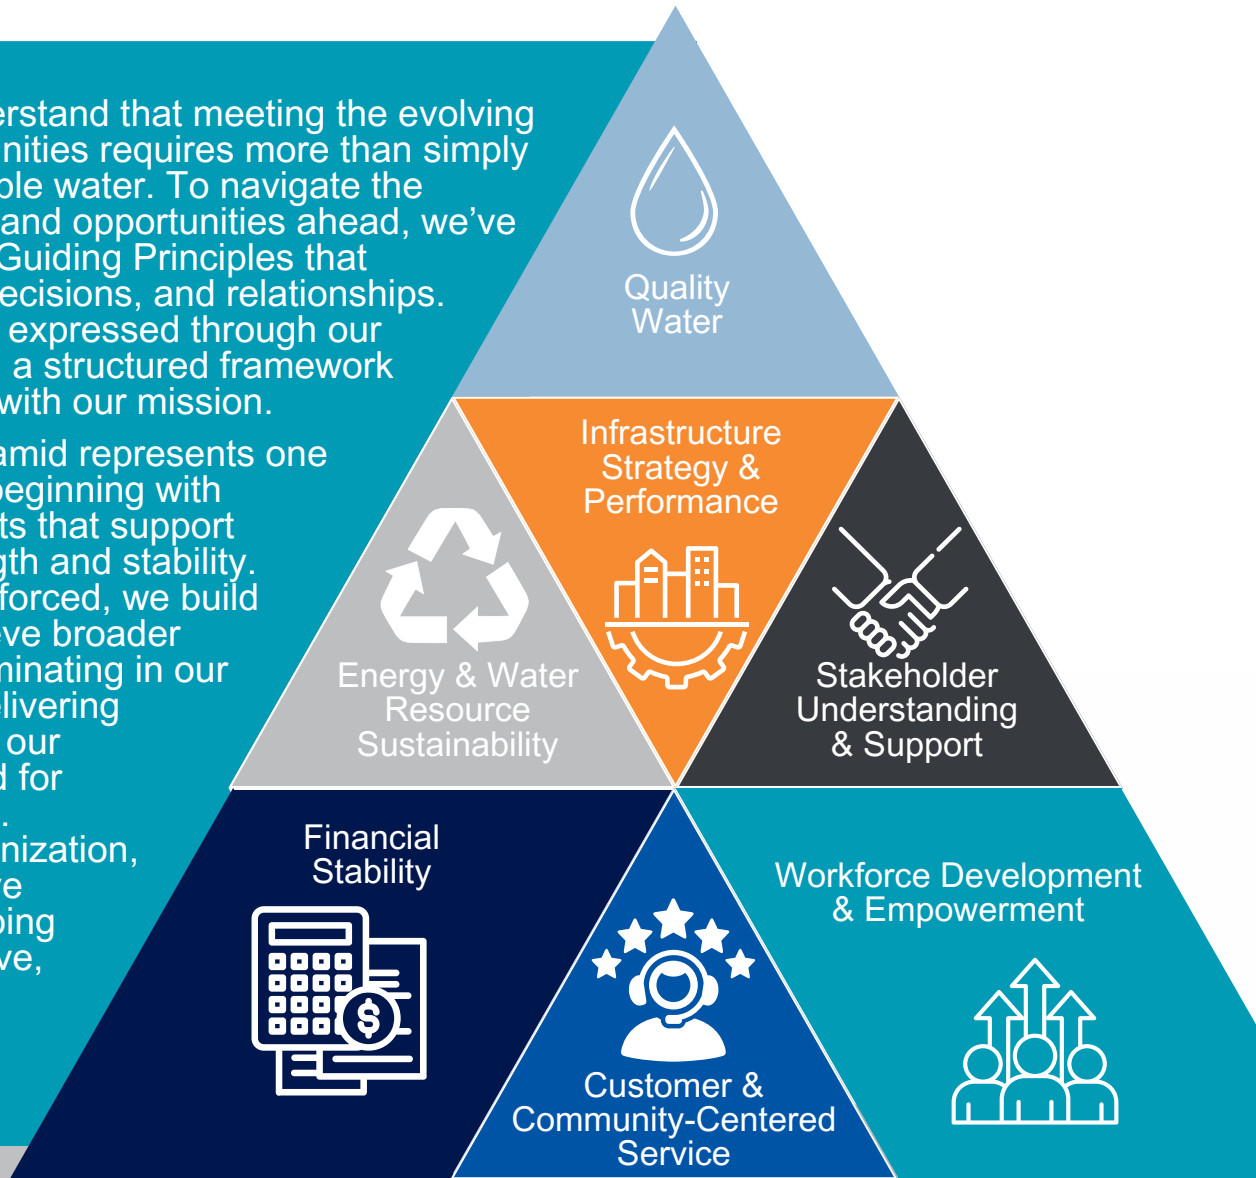 erstand that meeting the evolving
nities requires more than simply
ble water. To navigate the
and opportunities ahead, we've
Guiding Principles that
ecisions, and relationships.
expressed through our
a structured framework
with our mission.
amid represents one
beginning with
ts that support
gth and stability.
forced, we build
eve broader
minating in our
elivering
our
d for
.
nization,
ve
ping
ve,
Quality
Water
Infrastructure
Strategy &
Performance
Energy & Water
Resource
Sustainability
Stakeholder
Understanding
& Support
Financial
Stability
$
Customer &
Community-Centered
Service
Workforce Development
& Empowerment